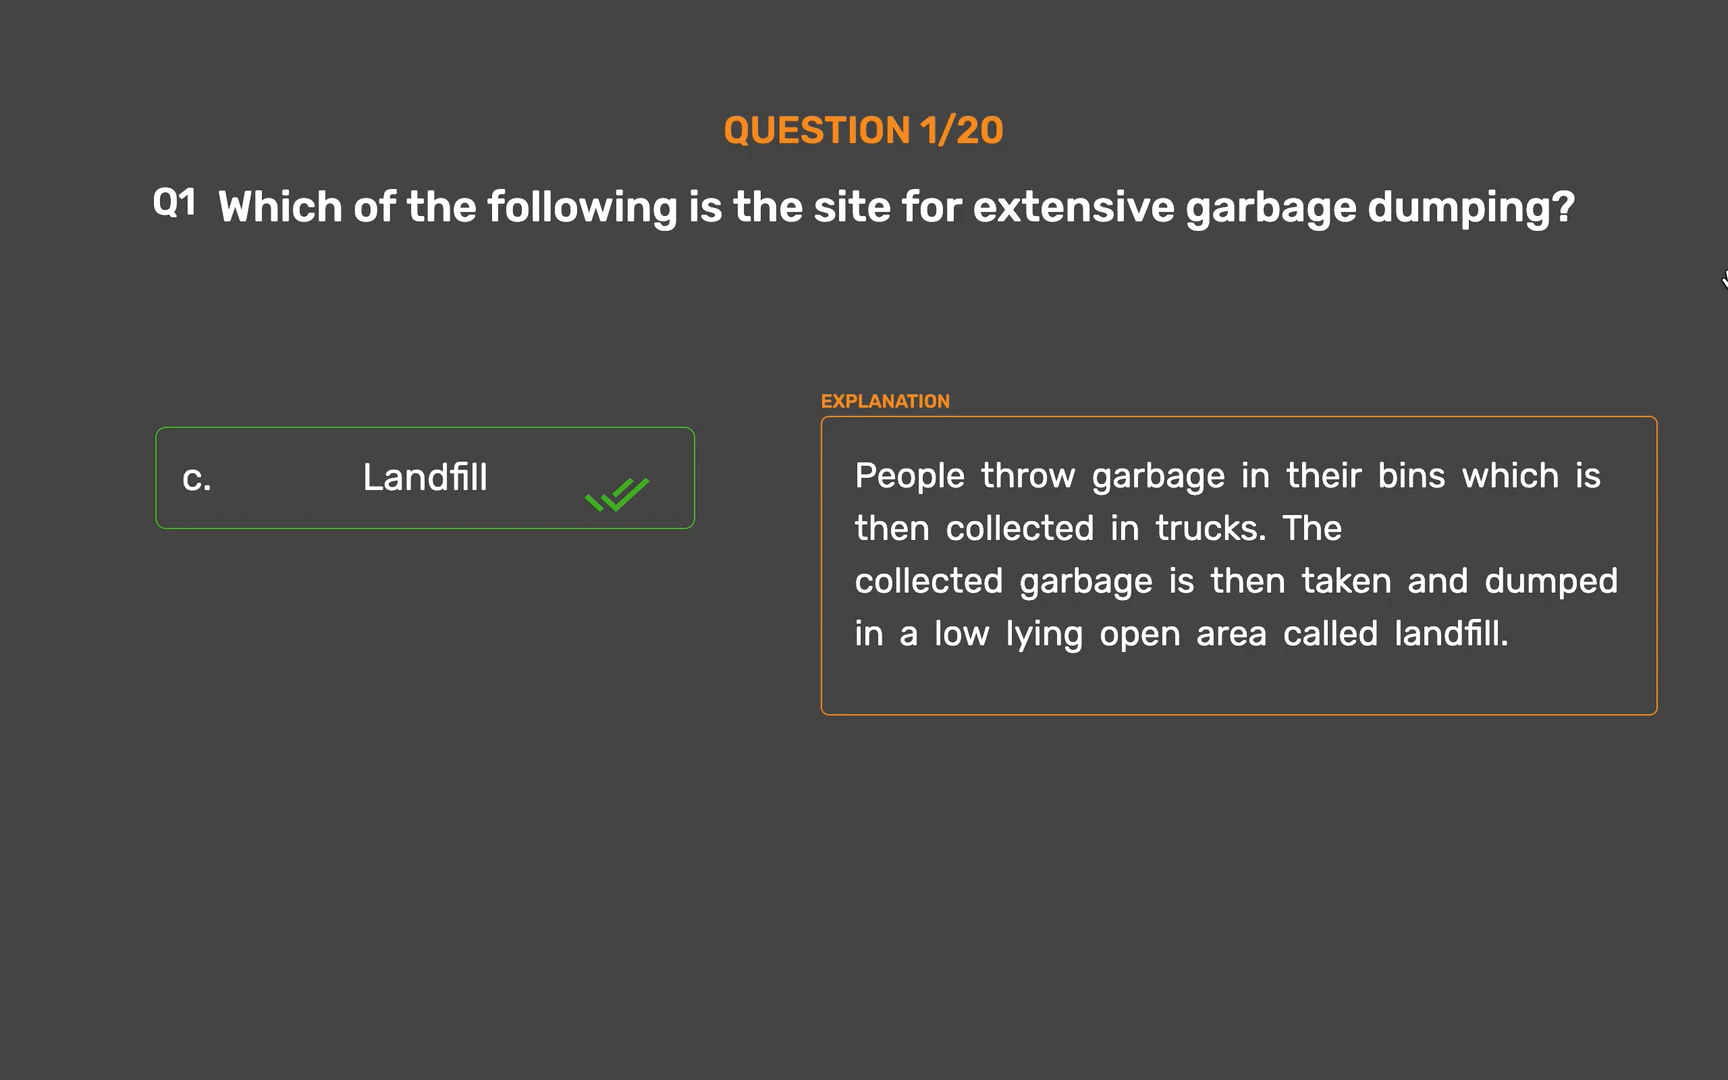 QUESTION 1/20
Q1 Which of the following is the site for extensive garbage dumping?
c. Landfill
EXPLANATION
People throw garbage in their bins which is
then collected in trucks. The
collected garbage is then taken and dumped
in a low lying open area called landfill.